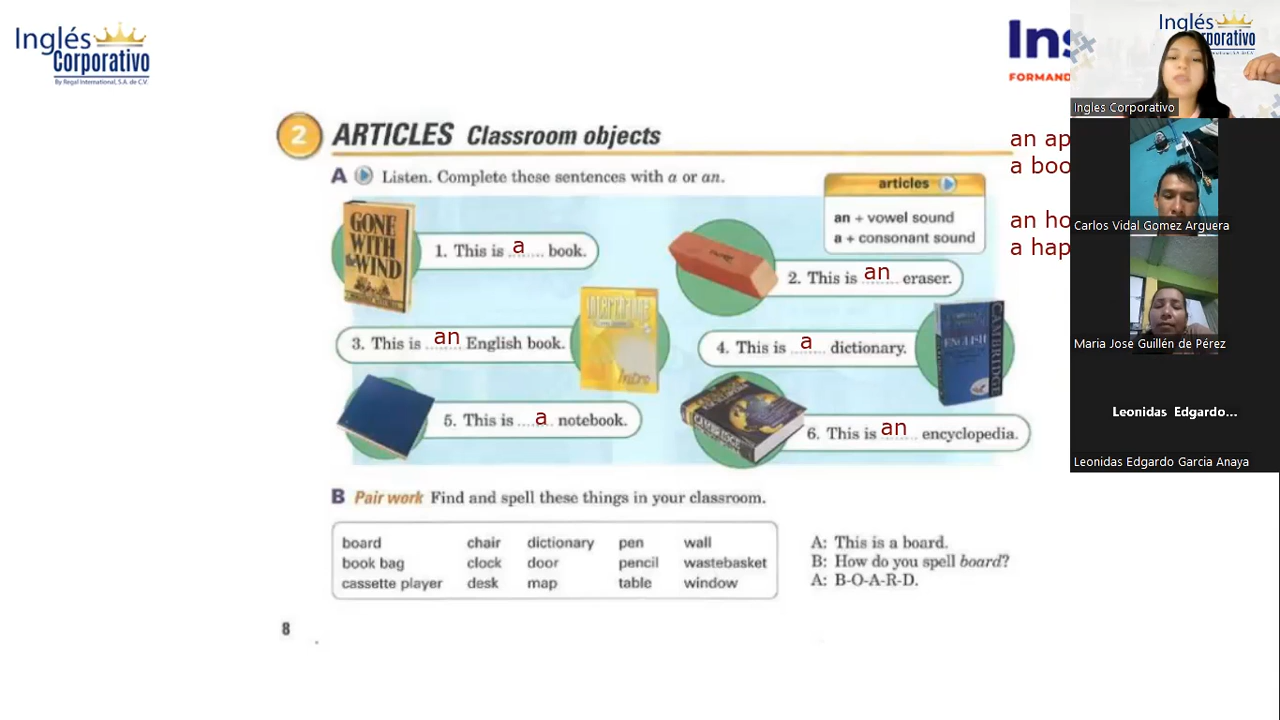 Inglés
Corporativo
By Regal International, S.A. de C.V.
Ins
FORMAND
Inglés
Corporativo
Ingles Corporativo
Carlos Vidal Gomez Arguera
Maria Jose Guillén de Pérez
Leonidas Edgardo...
Leonidas Edgardo Garcia Anaya
2 ARTICLES Classroom objects
A Listen. Complete these sentences with a or an.
an ap
a boo
an ho
a hap
articles
an + vowel sound
a + consonant sound
GONE
WITH
the WIND
1. This is a book.
2. This is an eraser.
3. This is an English book.
Intro
4. This is a dictionary.
ENGLISH
CAMBRIDGE
5. This is a notebook.
6. This is an encyclopedia.
B Pair work Find and spell these things in your classroom.
board chair dictionary pen wall
book bag clock door pencil wastebasket
cassette player desk map table window
A: This is a board.
B: How do you spell board?
A: B-O-A-R-D.
8